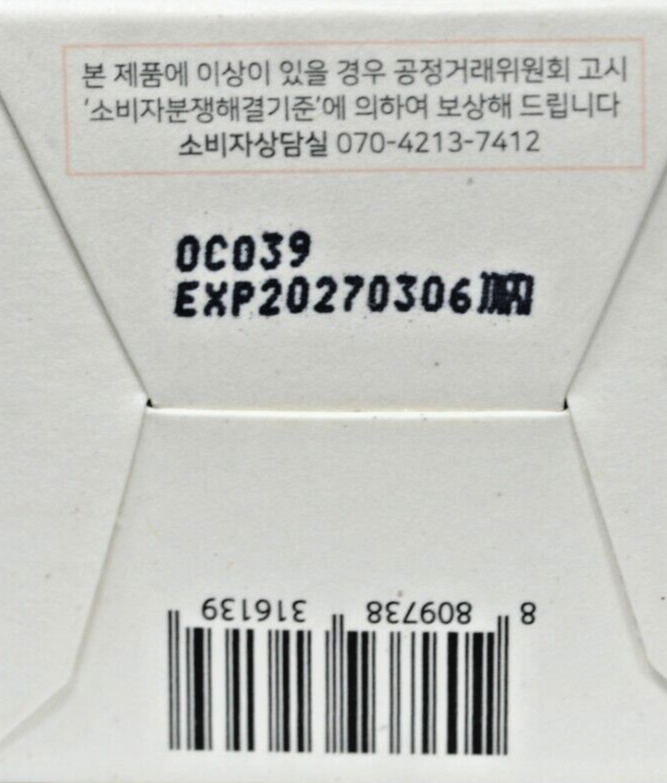 본 제품에 이상이 있을 경우 공정거래위원회 고시
'소비자분쟁해결기준'에 의하여 보상해 드립니다
소비자상담실 070-4213-7412
OC039
EXP20270306
8 809738 316139